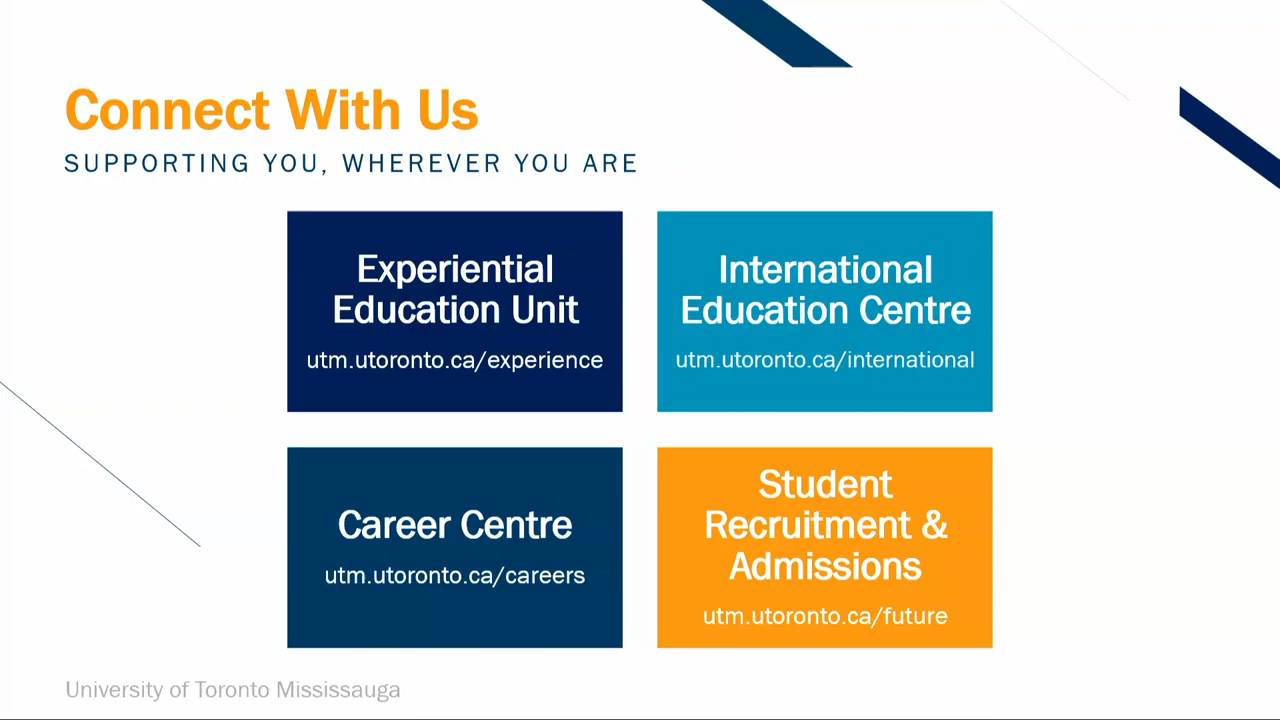 Connect With Us
SUPPORTING YOU, WHEREVER YOU ARE
Experiential
Education Unit
utm.utoronto.ca/experience
International
Education Centre
utm.utoronto.ca/international
Career Centre
utm.utoronto.ca/careers
Student
Recruitment &
Admissions
utm.utoronto.ca/future
University of Toronto Mississauga